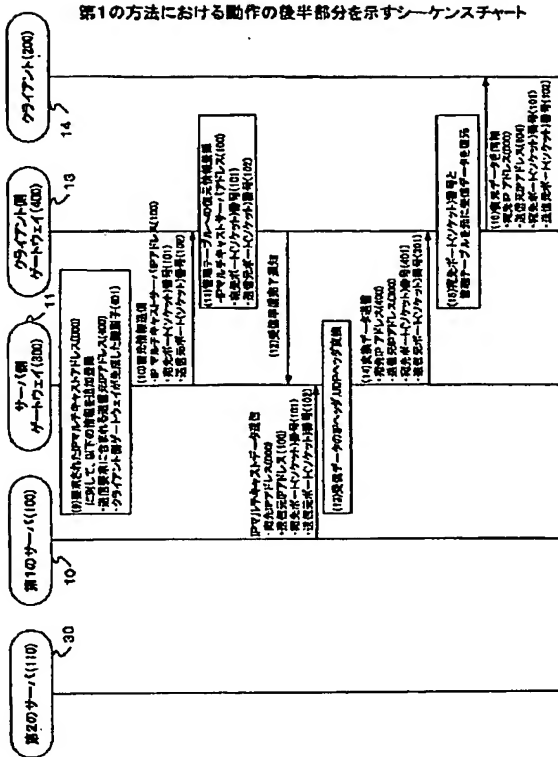 第1の方法における動作の後半部分を示すシーケンスチャート
第2のサーバ(110)
30
第1のサーバ(100)
10
サーバ側
ゲートウェイ(300)
11
クライアント側
ゲートウェイ(400)
13
クライアント(200)
14
(9)要求されたIPマルチキャストアドレス(000)
に対して、以下の情報を追加登録
・送信要求に含まれる送信元IPアドレス(400)
・クライアント側ゲートウェイが生成した識別子(401)
(10)復元情報送信
・IPマルチキャストサーバIPアドレス(100)
・宛先ポート(ソケット)番号(101)
・送信元ポート(ソケット)番号(102)
(11)管理テーブルへの復元情報登録
・IPマルチキャストサーバアドレス(100)
・宛先ポート(ソケット)番号(101)
・送信元ポート(ソケット)番号(102)
(12)受信準備完了通知
IPマルチキャストデータ送信
・宛先IPアドレス(000)
・送信元IPアドレス(100)
・宛先ポート(ソケット)番号(101)
・送信元ポート(ソケット)番号(102)
(13)受信データのIPヘッダ/UDPヘッダ変換
(14)変換データ送信
・宛先IPアドレス(400)
・送信元IPアドレス(300)
・宛先ポート(ソケット)番号(401)
・送信元ポート(ソケット)番号(301)
(15)宛先ポート(ソケット)番号と
管理テーブルを元に受信データを復元
(16)復元データを
・宛先IPアドレス(000)
・送信元IPアドレス
・宛先ポート(ソケット)番号(101)
・送信元ポート(ソケット)番号(102)